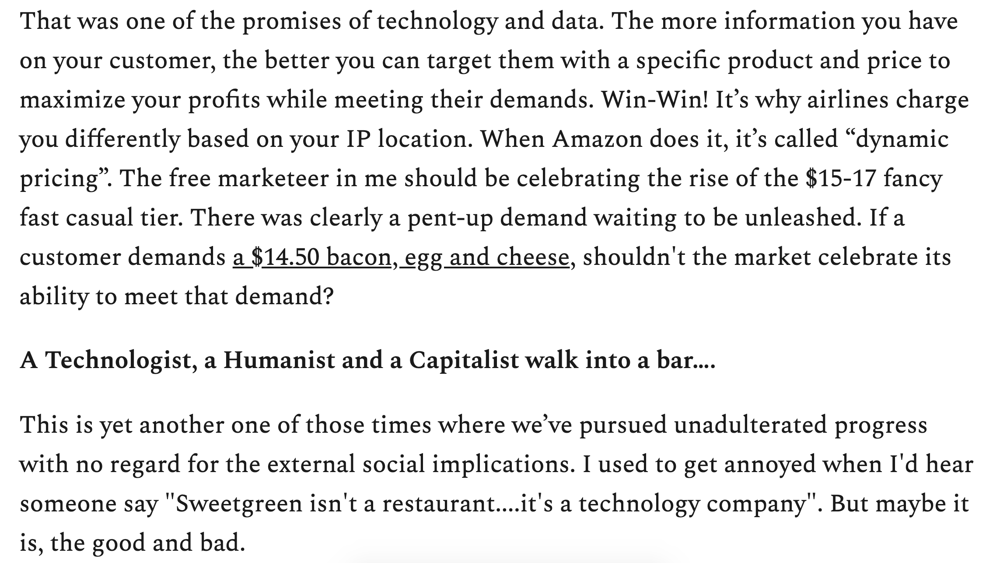 That was one of the promises of technology and data. The more information you have
on your customer, the better you can target them with a specific product and price to
maximize your profits while meeting their demands. Win-Win! It’s why airlines charge
you differently based on your IP location. When Amazon does it, it’s called “dynamic
pricing”. The free marketeer in me should be celebrating the rise of the $15-17 fancy
fast casual tier. There was clearly a pent-up demand waiting to be unleashed. If a
customer demands a $14.50 bacon, egg and cheese, shouldn't the market celebrate its
ability to meet that demand?
A Technologist, a Humanist and a Capitalist walk into a bar....
This is yet another one of those times where we’ve pursued unadulterated progress
with no regard for the external social implications. I used to get annoyed when I'd hear
someone say "Sweetgreen isn't a restaurant....it's a technology company". But maybe it
is, the good and bad.